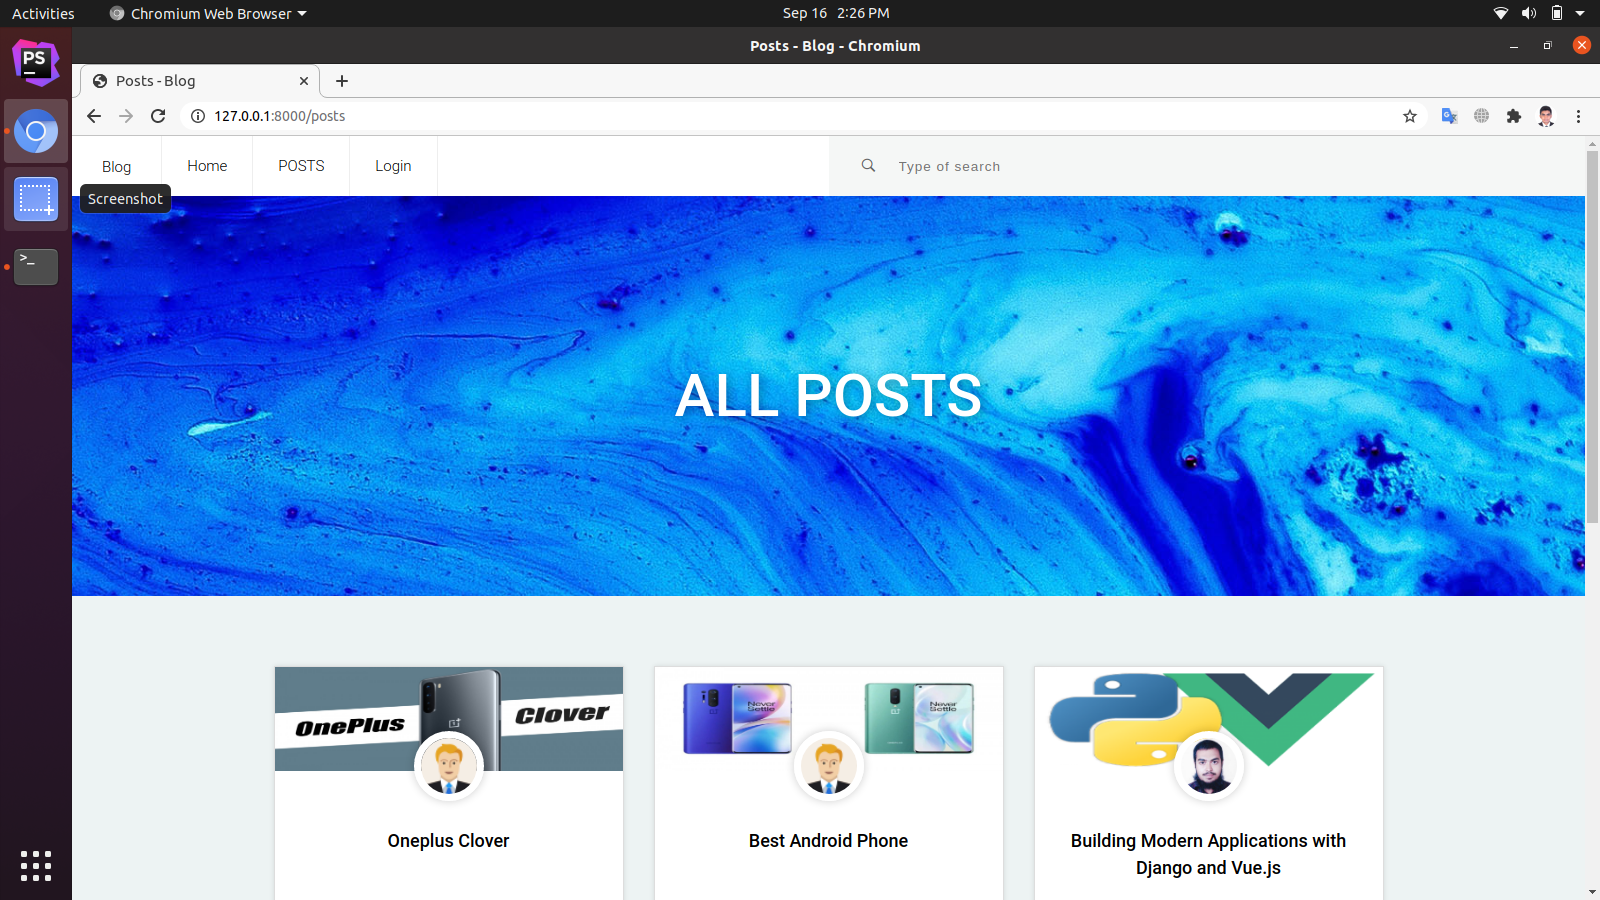 Activities
Chromium Web Browser
Sep 16 2:26 PM
Posts - Blog - Chromium
PS
Posts - Blog
127.0.0.1:8000/posts
Blog
Home
POSTS
Login
Type of search
Screenshot
>_
ALL POSTS
OnePlus
Clover
Never
Settle
Never
Settle
Oneplus Clover
Best Android Phone
Building Modern Applications with
Django and Vue.js